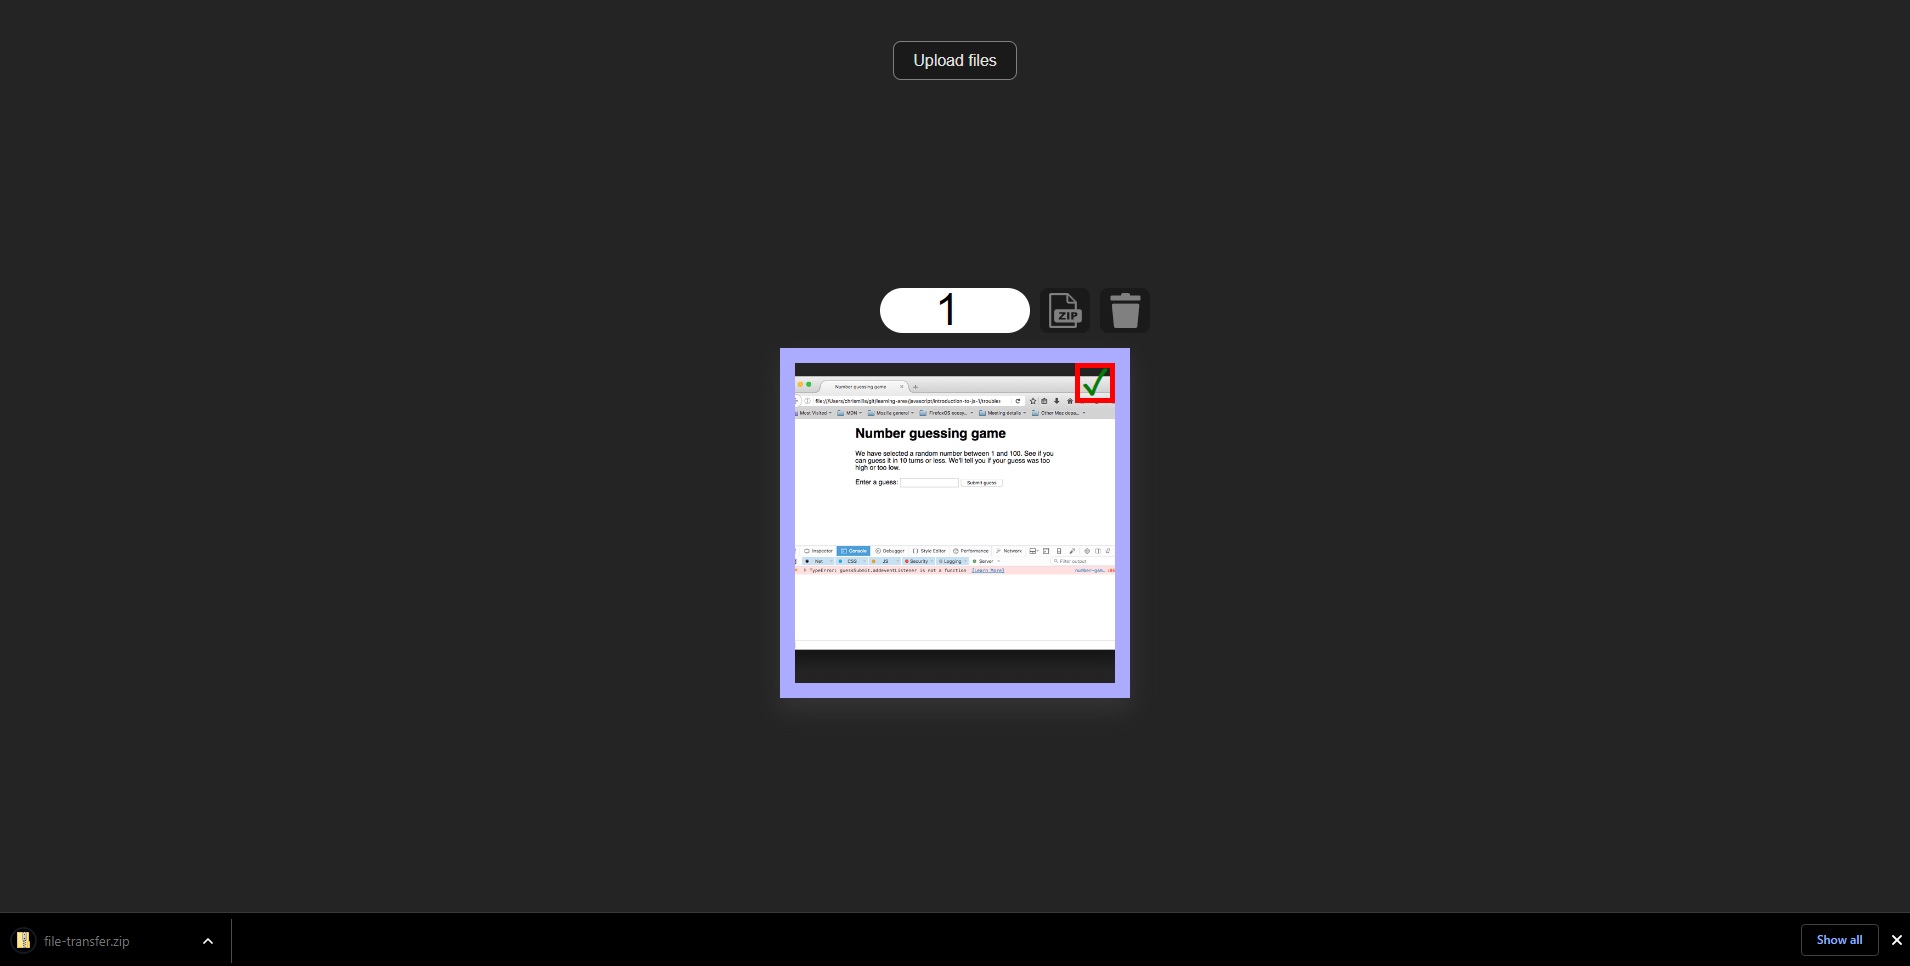 Upload files
1
ZIP
Number guessing game
file:///Users/chrismills/git/learning-area/javascript/introduction-to-js-1/troubles
Most Visited
MDN
Mozilla general
FirefoxOS ecosy...
Meeting details
Other Moz depa...
Number guessing game
We have selected a random number between 1 and 100. See if you
can guess it in 10 turns or less. We'll tell you if your guess was too
high or too low.
Enter a guess:
Submit guess
Inspector
Console
Debugger
Style Editor
Performance
Network
Net
CSS
JS
Security
Logging
Server
Filter output
TypeError: guessSubmit.addeventListener is not a function [Learn More]
number-gam...
file-transfer.zip
Show all